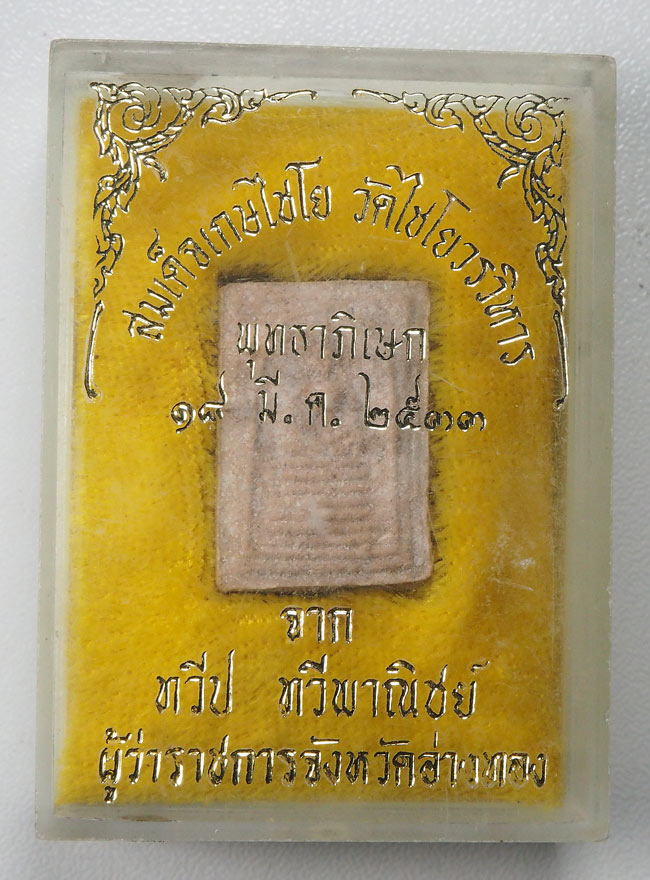 สมเด็จเกษไชโย วัดไชโยวรวิหาร
พุทธาภิเษก
๑๘ มี.ค. ๒๕๓๓
จาก
ทวีป ทวีพาณิชย์
ผู้ว่าราชการจังหวัดอ่างทอง